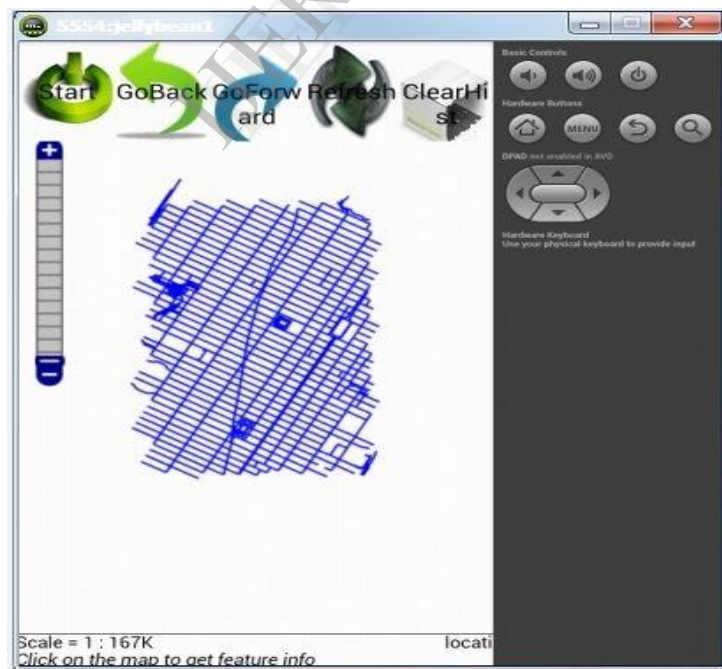 5554:jellybean1
Start GoBack GoForw Refresh ClearHi
ard st
Basic Controls
MENU
DPAD not enabled in AVD
Hardware Keyboard
Use your physical keyboard to provide input
Hardware Buttons
Scale = 1 : 167K locati
Click on the map to get feature info